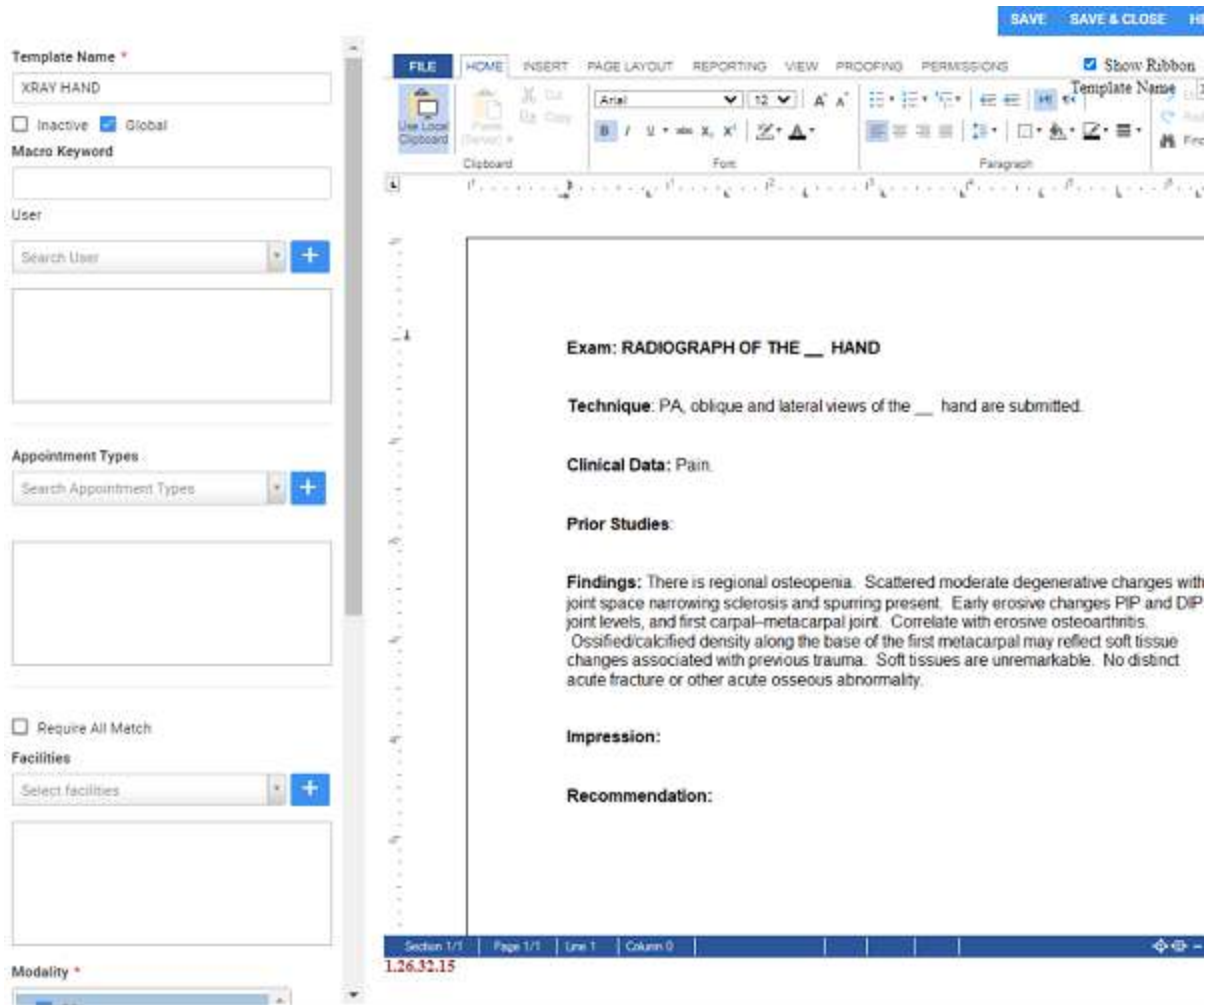 SAVE SAVE & CLOSE
Template Name *
XRAY HAND
Inactive Global
Macro Keyword
User
Search User
Appointment Types
Search Appointment Types
Require All Match
Facilities
Select facilities
Modality *
FILE HOME INSERT PAGE LAYOUT REPORTING VIEW PROOFING PERMISSIONS Show Ribbon
Template Name
Use Local Clipboard
Cut
Copy
Paste
Arial 12
Clipboard Font Paragraph
Exam: RADIOGRAPH OF THE __ HAND
Technique: PA, oblique and lateral views of the __ hand are submitted.
Clinical Data: Pain.
Prior Studies:
Findings: There is regional osteopenia. Scattered moderate degenerative changes with
joint space narrowing sclerosis and spurring present. Early erosive changes PIP and DIP
joint levels, and first carpal–metacarpal joint. Correlate with erosive osteoarthritis.
Ossified/calcified density along the base of the first metacarpal may reflect soft tissue
changes associated with previous trauma. Soft tissues are unremarkable. No distinct
acute fracture or other acute osseous abnormality.
Impression:
Recommendation:
Section 1/1 Page 1/1 Line 1 Column 0
1.26.32.15